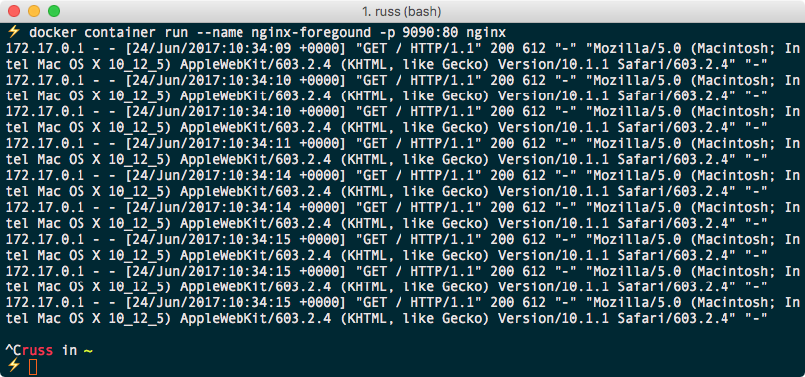 1. russ (bash)
⚡ docker container run --name nginx-foregound -p 9090:80 nginx
172.17.0.1 - - [24/Jun/2017:10:34:09 +0000] "GET / HTTP/1.1" 200 612 "-" "Mozilla/5.0 (Macintosh; In
tel Mac OS X 10_12_5) AppleWebKit/603.2.4 (KHTML, like Gecko) Version/10.1.1 Safari/603.2.4" "-"
172.17.0.1 - - [24/Jun/2017:10:34:10 +0000] "GET / HTTP/1.1" 200 612 "-" "Mozilla/5.0 (Macintosh; In
tel Mac OS X 10_12_5) AppleWebKit/603.2.4 (KHTML, like Gecko) Version/10.1.1 Safari/603.2.4" "-"
172.17.0.1 - - [24/Jun/2017:10:34:10 +0000] "GET / HTTP/1.1" 200 612 "-" "Mozilla/5.0 (Macintosh; In
tel Mac OS X 10_12_5) AppleWebKit/603.2.4 (KHTML, like Gecko) Version/10.1.1 Safari/603.2.4" "-"
172.17.0.1 - - [24/Jun/2017:10:34:11 +0000] "GET / HTTP/1.1" 200 612 "-" "Mozilla/5.0 (Macintosh; In
tel Mac OS X 10_12_5) AppleWebKit/603.2.4 (KHTML, like Gecko) Version/10.1.1 Safari/603.2.4" "-"
172.17.0.1 - - [24/Jun/2017:10:34:14 +0000] "GET / HTTP/1.1" 200 612 "-" "Mozilla/5.0 (Macintosh; In
tel Mac OS X 10_12_5) AppleWebKit/603.2.4 (KHTML, like Gecko) Version/10.1.1 Safari/603.2.4" "-"
172.17.0.1 - - [24/Jun/2017:10:34:14 +0000] "GET / HTTP/1.1" 200 612 "-" "Mozilla/5.0 (Macintosh; In
tel Mac OS X 10_12_5) AppleWebKit/603.2.4 (KHTML, like Gecko) Version/10.1.1 Safari/603.2.4" "-"
172.17.0.1 - - [24/Jun/2017:10:34:15 +0000] "GET / HTTP/1.1" 200 612 "-" "Mozilla/5.0 (Macintosh; In
tel Mac OS X 10_12_5) AppleWebKit/603.2.4 (KHTML, like Gecko) Version/10.1.1 Safari/603.2.4" "-"
172.17.0.1 - - [24/Jun/2017:10:34:15 +0000] "GET / HTTP/1.1" 200 612 "-" "Mozilla/5.0 (Macintosh; In
tel Mac OS X 10_12_5) AppleWebKit/603.2.4 (KHTML, like Gecko) Version/10.1.1 Safari/603.2.4" "-"
172.17.0.1 - - [24/Jun/2017:10:34:15 +0000] "GET / HTTP/1.1" 200 612 "-" "Mozilla/5.0 (Macintosh; In
tel Mac OS X 10_12_5) AppleWebKit/603.2.4 (KHTML, like Gecko) Version/10.1.1 Safari/603.2.4" "-"
^Cruss in ~
⚡